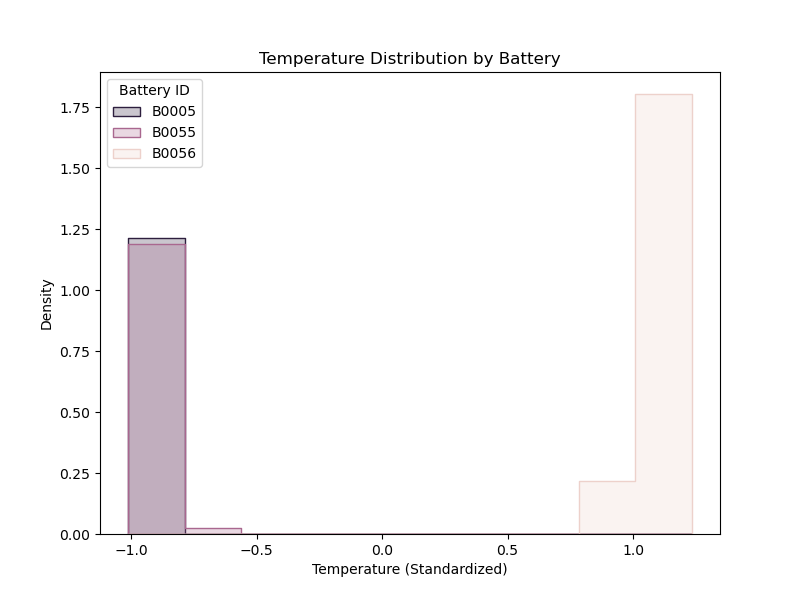 Temperature Distribution by Battery
Battery ID
B0005
B0055
B0056
Density
1.75
1.50
1.25
1.00
0.75
0.50
0.25
0.00
−1.0 −0.5 0.0 0.5 1.0
Temperature (Standardized)